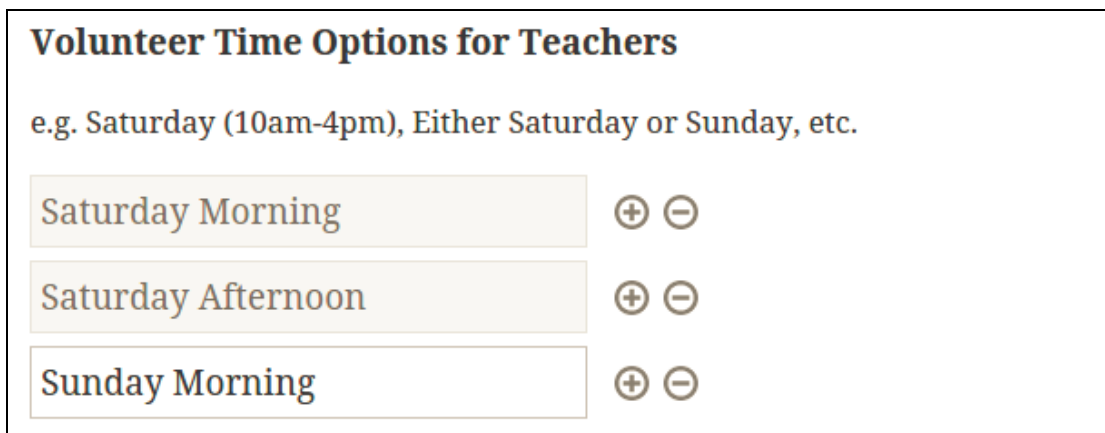 Volunteer Time Options for Teachers
e.g. Saturday (10am-4pm), Either Saturday or Sunday, etc.
Saturday Morning
Saturday Afternoon
Sunday Morning